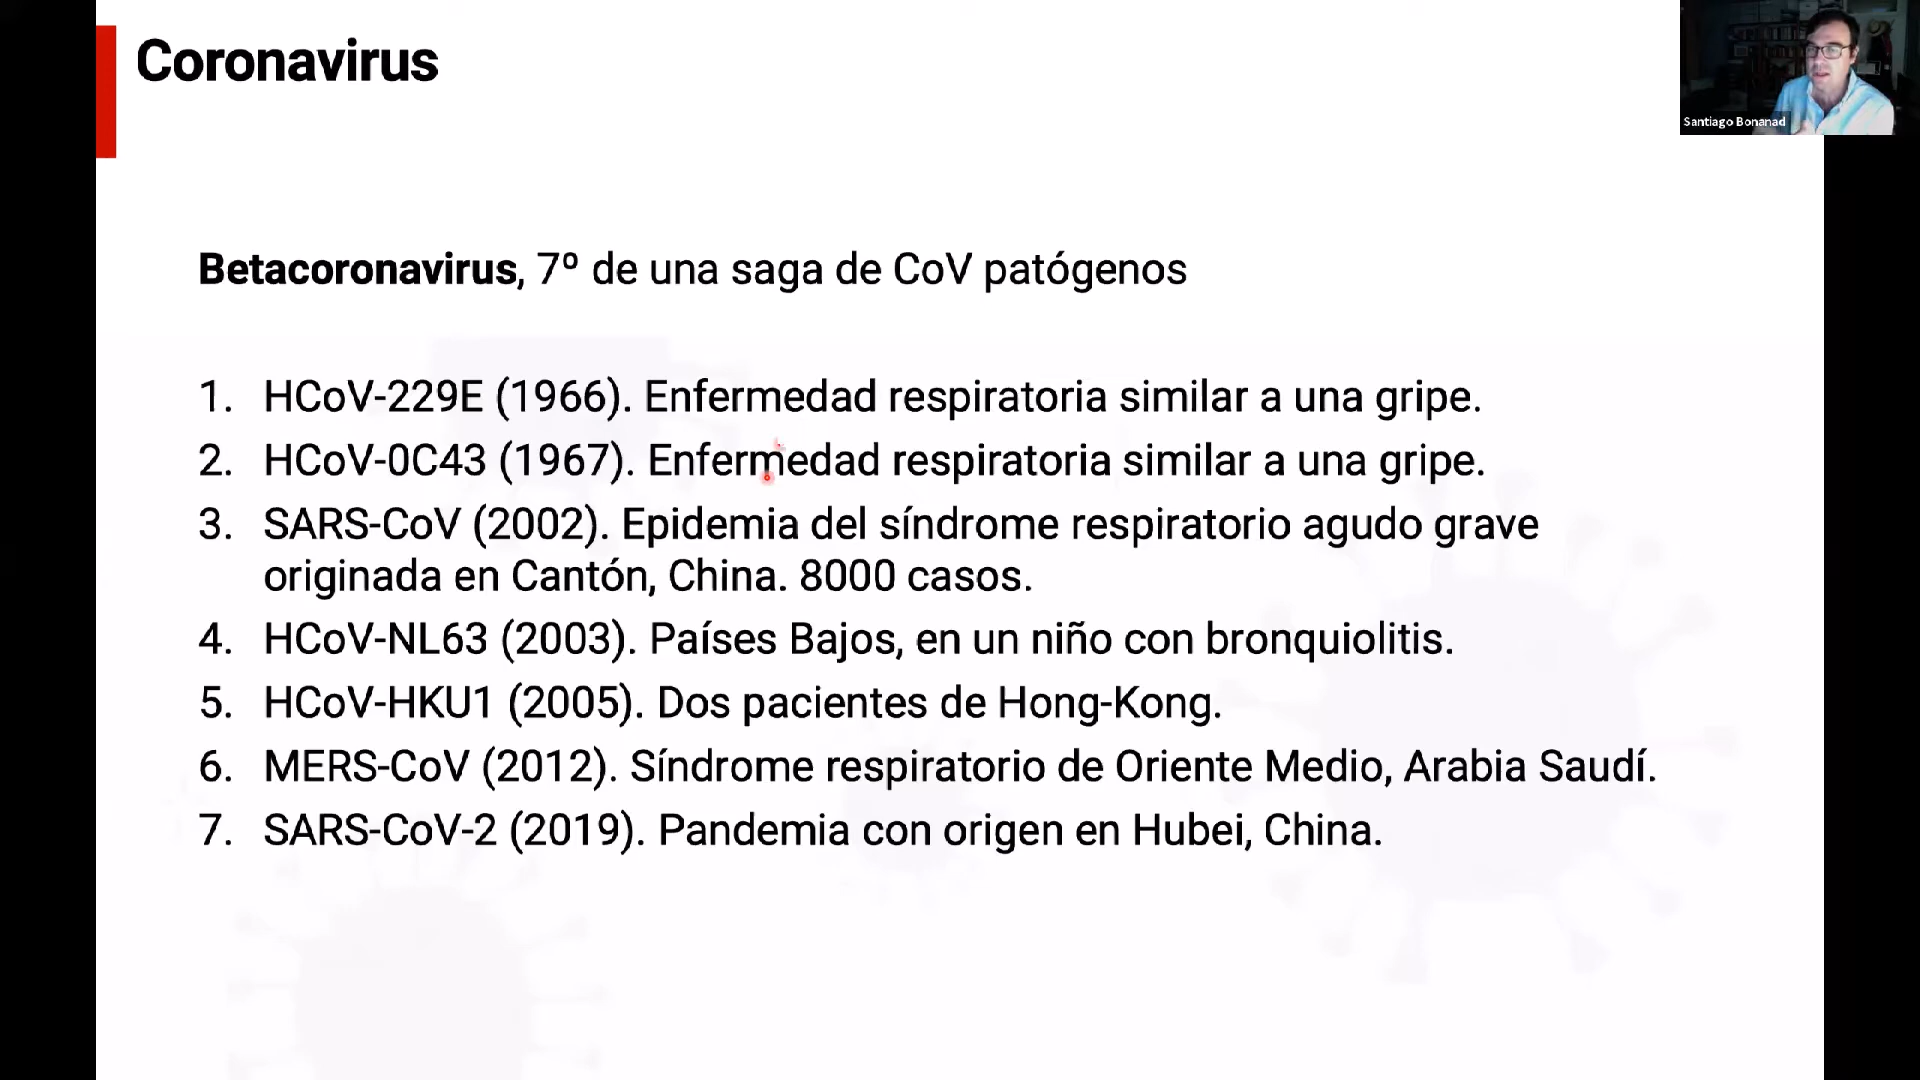 Coronavirus
Santiago Bonanad
Betacoronavirus, 7º de una saga de CoV patógenos
1. HCoV-229E (1966). Enfermedad respiratoria similar a una gripe.
2. HCoV-0C43 (1967). Enfermedad respiratoria similar a una gripe.
3. SARS-CoV (2002). Epidemia del síndrome respiratorio agudo grave
originada en Cantón, China. 8000 casos.
4. HCoV-NL63 (2003). Países Bajos, en un niño con bronquiolitis.
5. HCoV-HKU1 (2005). Dos pacientes de Hong-Kong.
6. MERS-CoV (2012). Síndrome respiratorio de Oriente Medio, Arabia Saudí.
7. SARS-CoV-2 (2019). Pandemia con origen en Hubei, China.